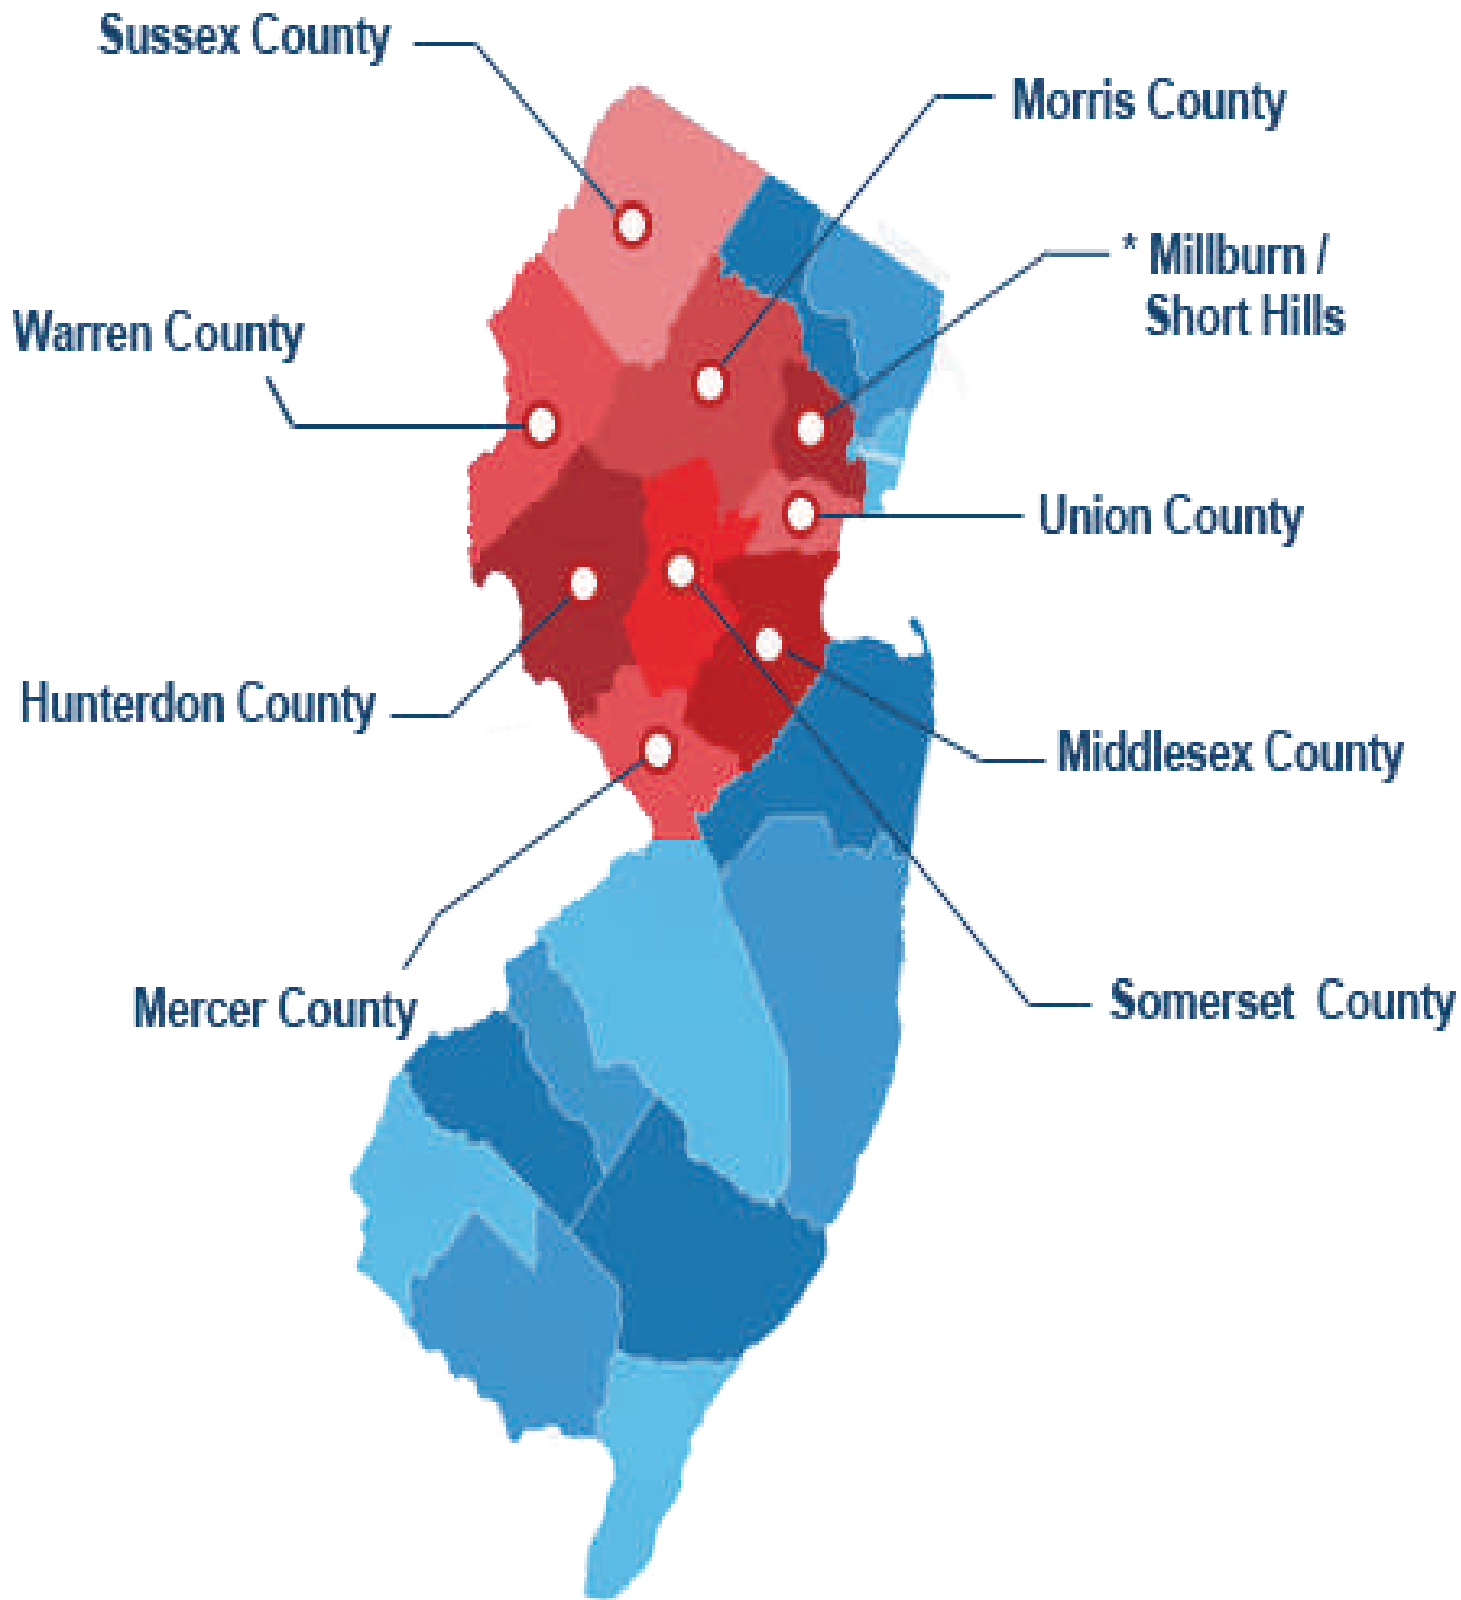 Sussex County
Morris County
* Millburn /
Short Hills
Warren County
Union County
Hunterdon County
Middlesex County
Mercer County
Somerset County